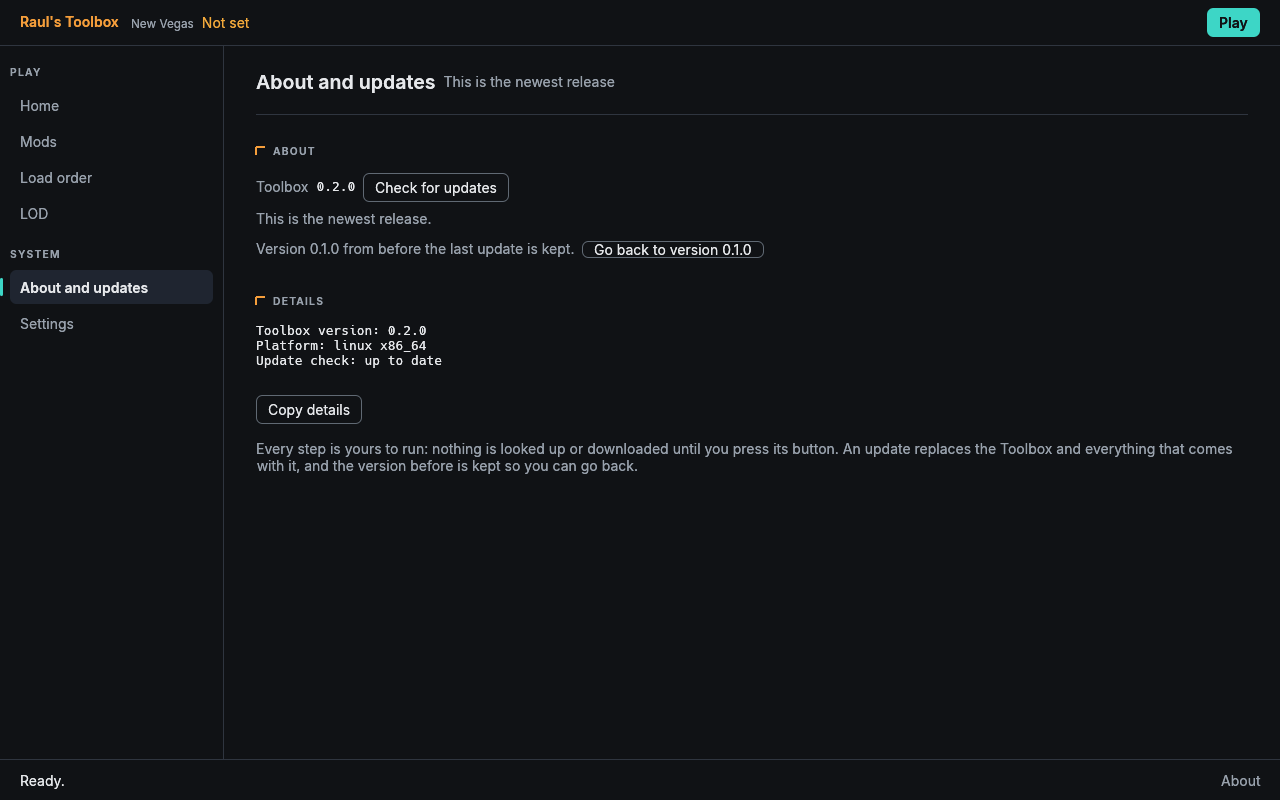 Raul's Toolbox New Vegas Not set Play
PLAY
Home
Mods
Load order
LOD
SYSTEM
About and updates
Settings
About and updates This is the newest release
ABOUT
Toolbox 0.2.0 Check for updates
This is the newest release.
Version 0.1.0 from before the last update is kept. Go back to version 0.1.0
DETAILS
Toolbox version: 0.2.0
Platform: linux x86_64
Update check: up to date
Copy details
Every step is yours to run: nothing is looked up or downloaded until you press its button. An update replaces the Toolbox and everything that comes
with it, and the version before is kept so you can go back.
Ready. About